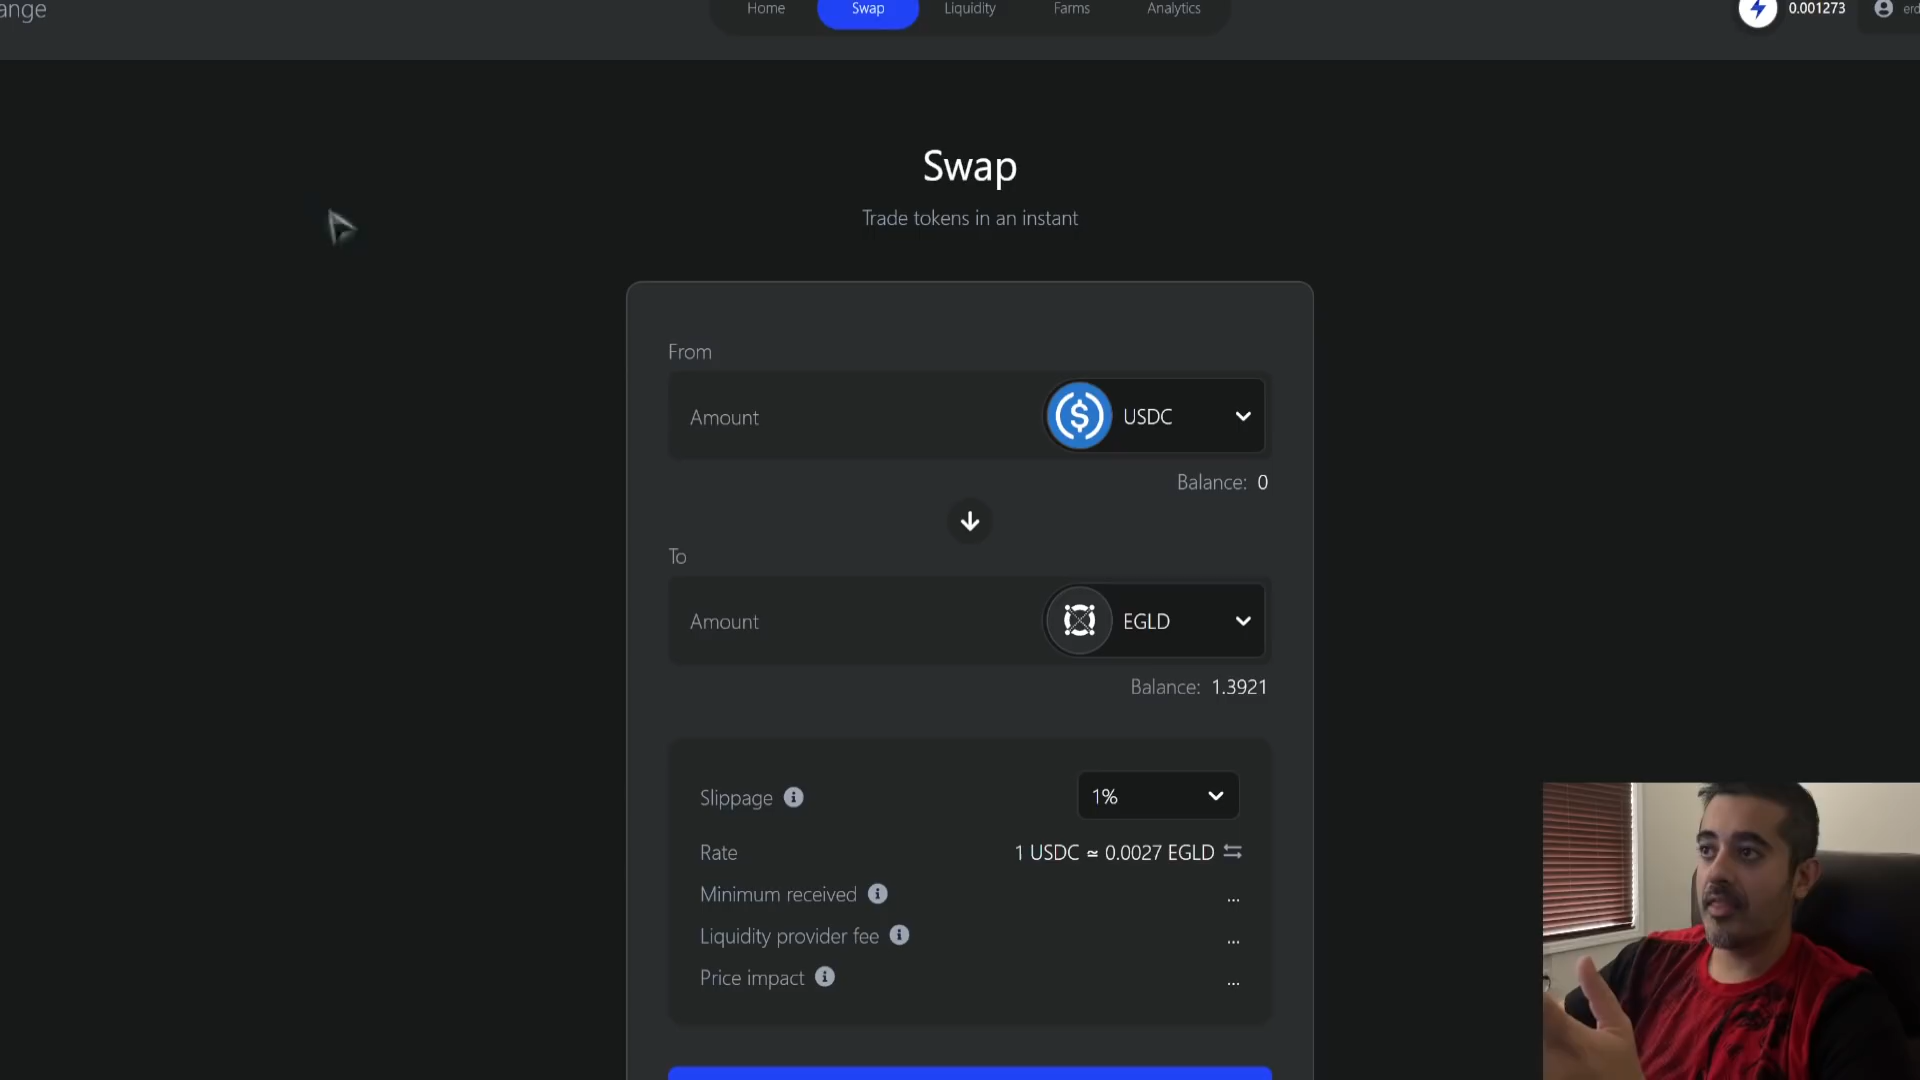 ange
Home
Swap
Liquidity
Farms
Analytics
0.001273
erd
Swap
Trade tokens in an instant
From
Amount
USDC
Balance: 0
To
Amount
EGLD
Balance: 1.3921
Slippage
1%
Rate
1 USDC ≃ 0.0027 EGLD
Minimum received
...
Liquidity provider fee
...
Price impact
...